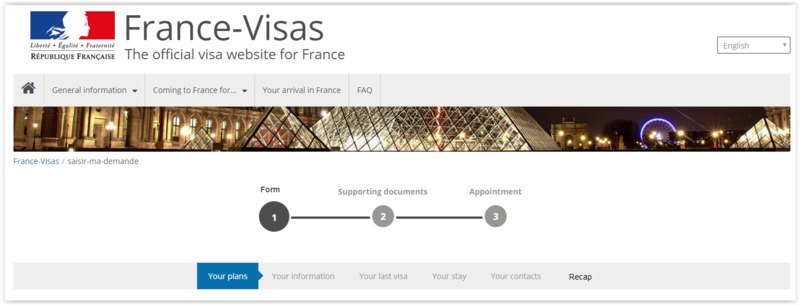 France-Visas
The official visa website for France
Liberté • Égalité • Fraternité
RÉPUBLIQUE FRANÇAISE
English
General information
Coming to France for...
Your arrival in France
FAQ
France-Visas / saisir-ma-demande
Form
Supporting documents
Appointment
1
2
3
Your plans
Your information
Your last visa
Your stay
Your contacts
Recap